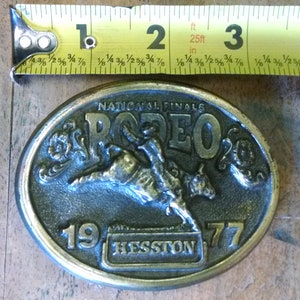 1 2 3
ft
25ft
NATIONAL FINALS
RODEO
19 77
HESSTON